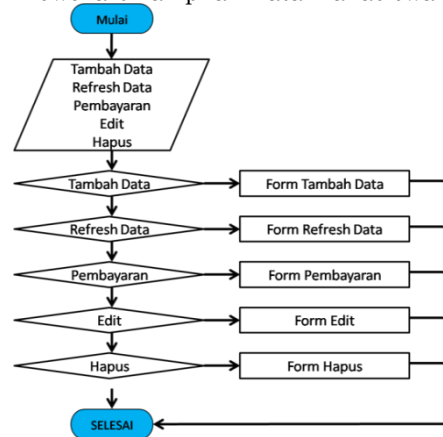 Mulai
Tambah Data
Refresh Data
Pembayaran
Edit
Hapus
Tambah Data
Form Tambah Data
Refresh Data
Form Refresh Data
Pembayaran
Form Pembayaran
Edit
Form Edit
Hapus
Form Hapus
SELESAI